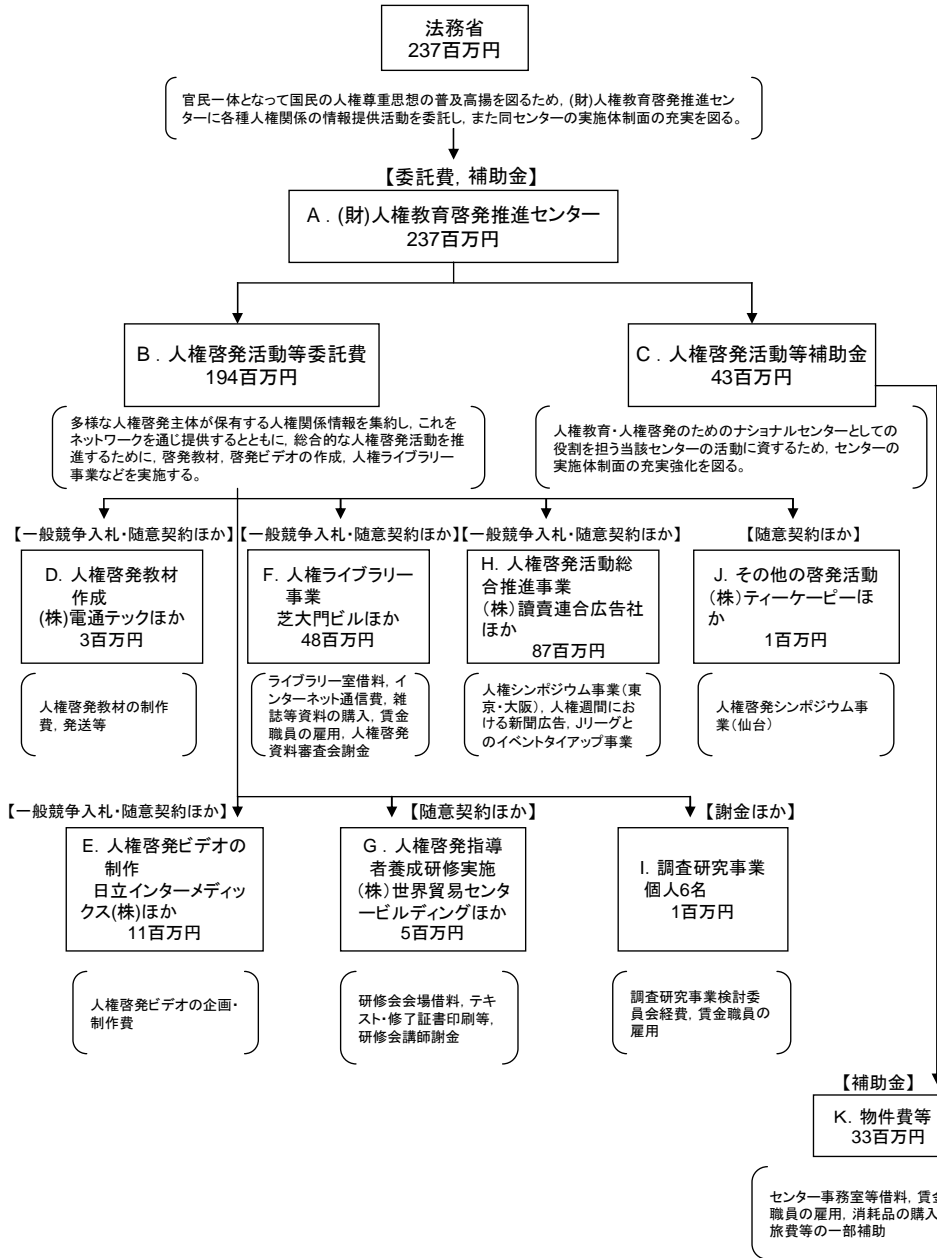 法務省
237百万円
官民一体となって国民の人権尊重思想の普及高揚を図るため，(財)人権教育啓発推進セン
ターに各種人権関係の情報提供活動を委託し，また同センターの実施体制面の充実を図る。
【委託費，補助金】
A．(財)人権教育啓発推進センター
237百万円
B．人権啓発活動等委託費
194百万円
C．人権啓発活動等補助金
43百万円
多様な人権啓発主体が保有する人権関係情報を集約し，これを
ネットワークを通じ提供するとともに，総合的な人権啓発活動を推
進するために，啓発教材，啓発ビデオの作成，人権ライブラリー
事業などを実施する。
人権教育・人権啓発のためのナショナルセンターとしての
役割を担う当該センターの活動に資するため，センターの
実施体制面の充実強化を図る。
【一般競争入札・随意契約ほか】
D．人権啓発教材
作成
(株)電通テックほか
3百万円
人権啓発教材の制作
費，発送等
【一般競争入札・随意契約ほか】
F．人権ライブラリー
事業
芝大門ビルほか
48百万円
ライブラリー室借料，イ
ンターネット通信費，雑
誌等資料の購入，賃金
職員の雇用，人権啓発
資料審査会謝金
【一般競争入札・随意契約ほか】
H．人権啓発活動総
合推進事業
(株)讀賣連合広告社
ほか
87百万円
人権シンポジウム事業(東
京・大阪)，人権週間にお
ける新聞広告，Jリーグと
のイベントタイアップ事業
【随意契約ほか】
J．その他の啓発活動
(株)ティーケーピーほ
か
1百万円
人権啓発シンポジウム事
業(仙台)
【一般競争入札・随意契約ほか】
E．人権啓発ビデオの
制作
日立インターメディッ
クス(株)ほか
11百万円
人権啓発ビデオの企画・
制作費
【随意契約ほか】
G．人権啓発指導
者養成研修実施
(株)世界貿易センタ
ービルディングほか
5百万円
研修会会場借料，テキ
スト・修了証書印刷等，
研修会講師謝金
【謝金ほか】
I．調査研究事業
個人6名
1百万円
調査研究事業検討委
員会経費，賃金職員の
雇用
【補助金】
K．物件費等
33百万円
センター事務室等借料，賃金
職員の雇用，消耗品の購入
旅費等の一部補助